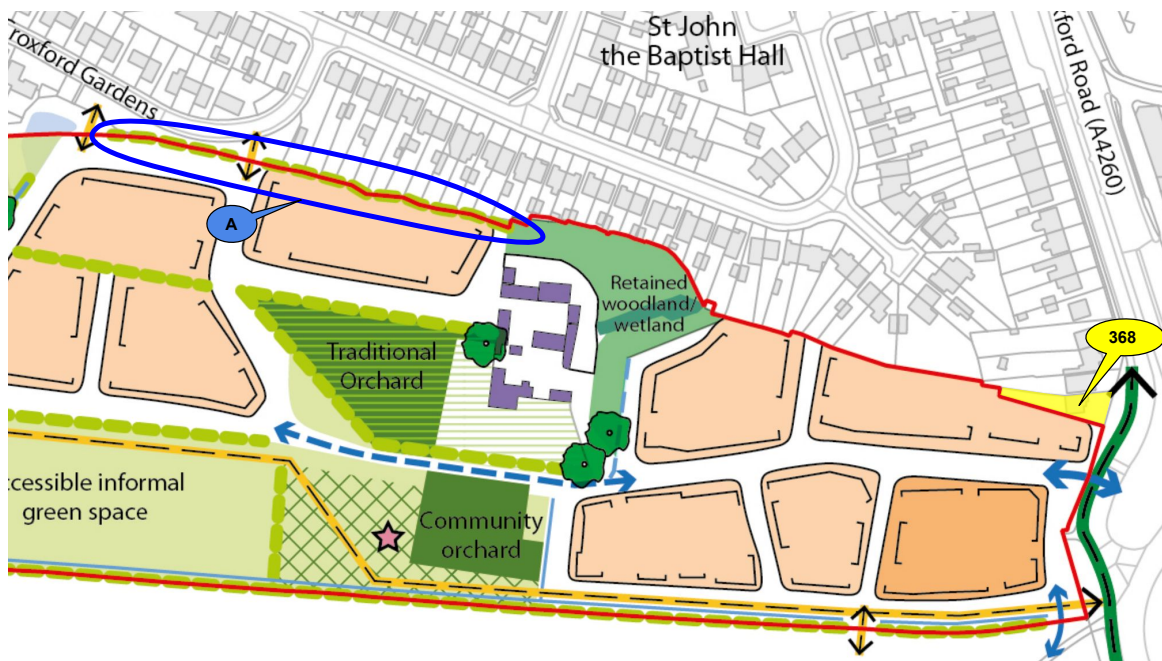 St John
the Baptist Hall
roxford Gardens
xford Road (A4260)
A
Retained
woodland/
wetland
368
Traditional
Orchard
ccessible informal
green space
Community
orchard